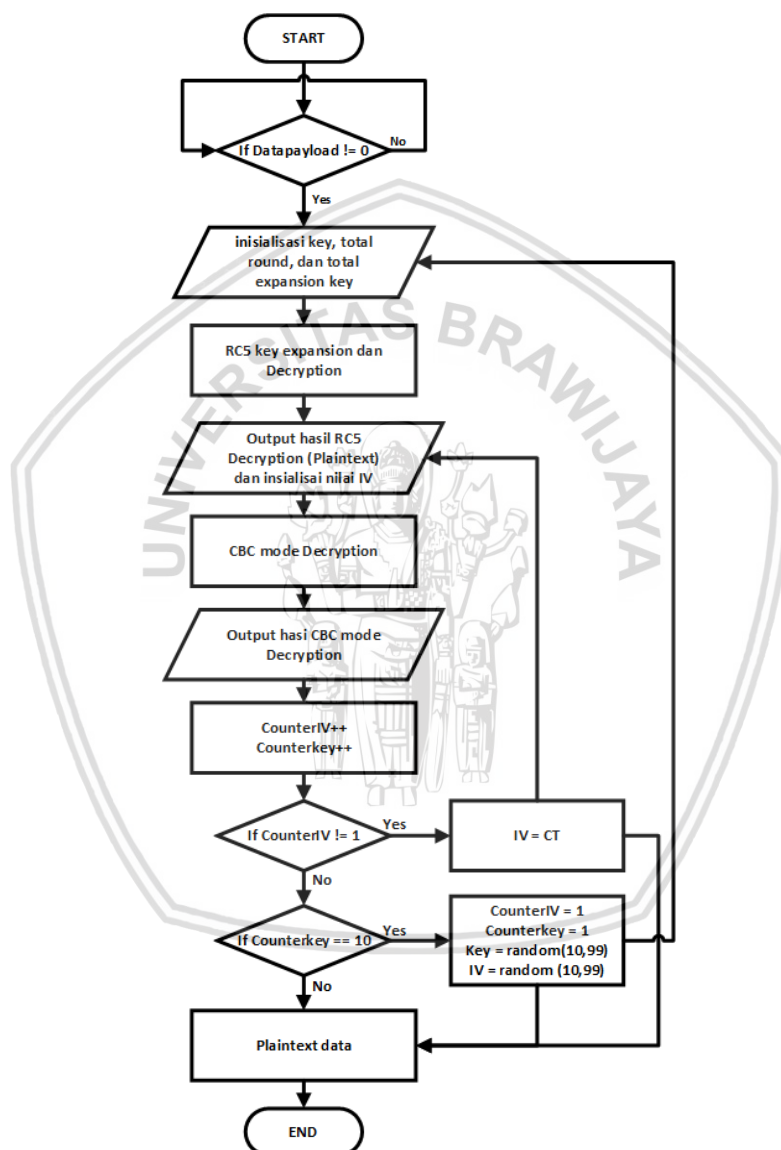 START
If Datapayload != 0
No
Yes
inisialisasi key, total
round, dan total
expansion key
UNIVERSITAS BRAWIJAYA
RC5 key expansion dan
Decryption
Output hasil RC5
Decryption (Plaintext)
dan insialisai nilai IV
CBC mode Decryption
Output hasi CBC mode
Decryption
CounterIV++
Counterkey++
If CounterIV != 1
Yes
IV = CT
No
If Counterkey == 10
Yes
CounterIV = 1
Counterkey = 1
Key = random(10,99)
IV = random (10,99)
No
Plaintext data
END